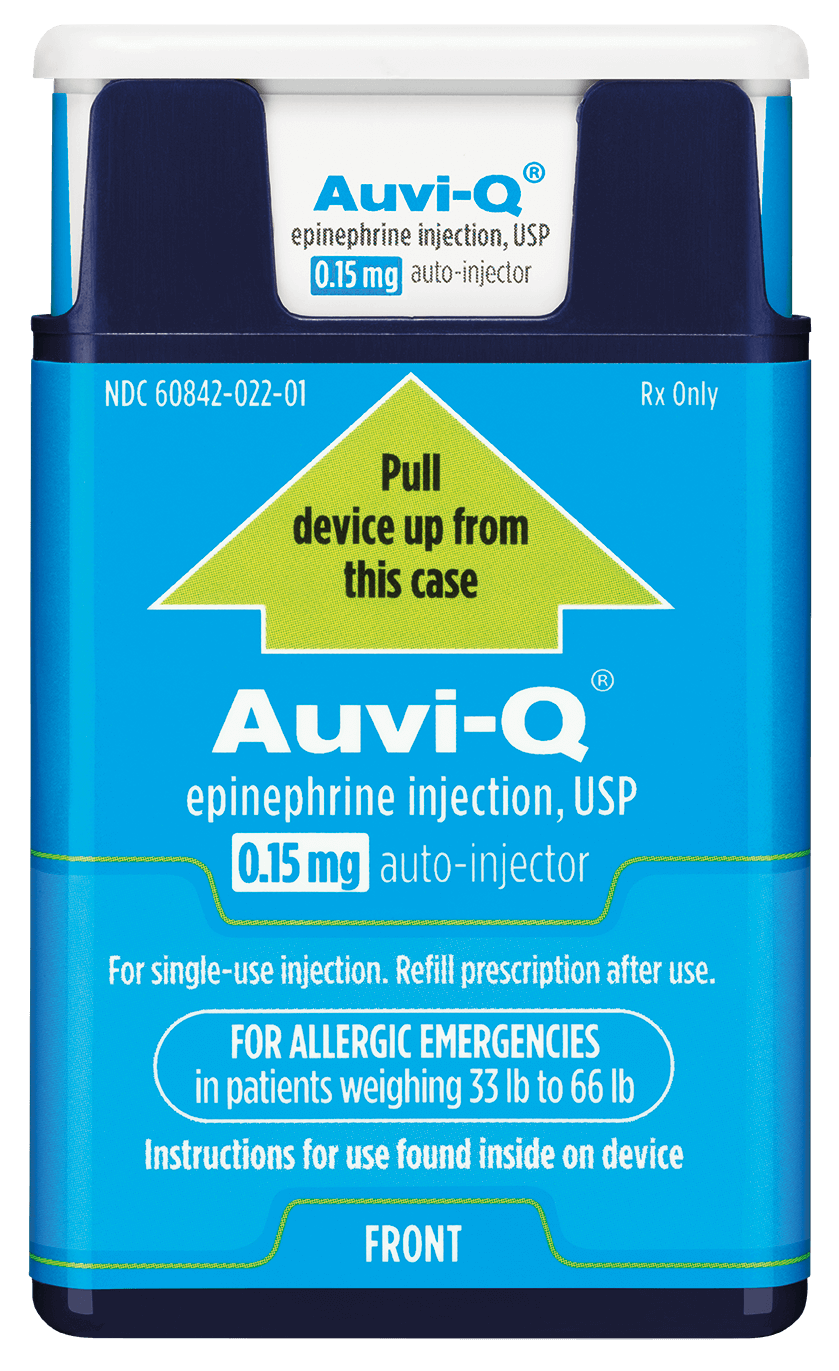 Auvi-Q®
epinephrine injection, USP
0.15 mg auto-injector
NDC 60842-022-01
Rx Only
Pull
device up from
this case
Auvi-Q®
epinephrine injection, USP
0.15 mg auto-injector
For single-use injection. Refill prescription after use.
FOR ALLERGIC EMERGENCIES
in patients weighing 33 lb to 66 lb
Instructions for use found inside on device
FRONT